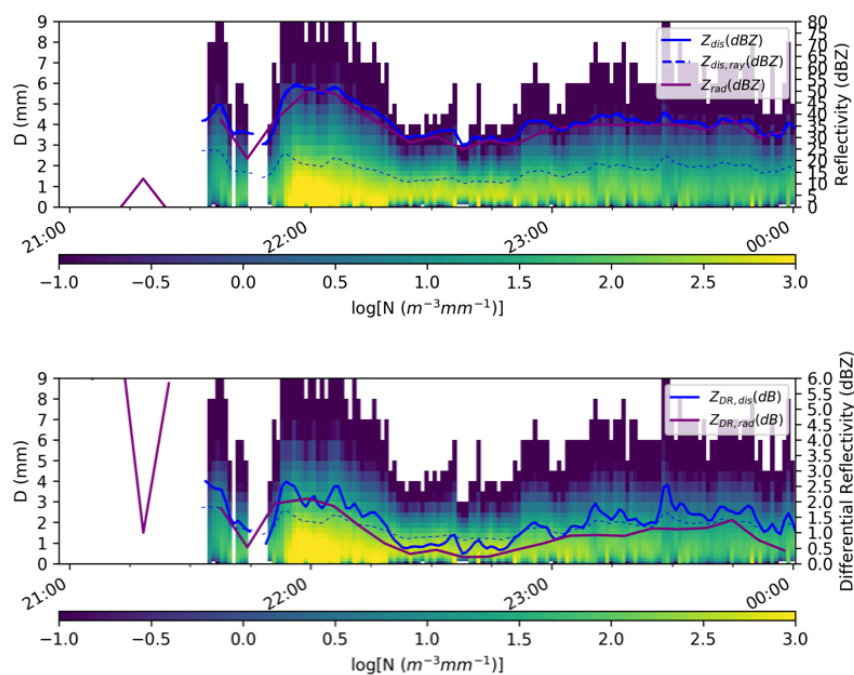 9 8 7 6 5 4 3 2 1 0
D (mm)
Z_dis(dBZ)
Z_dis,ray(dBZ)
Z_rad(dBZ)
80 75 70 65 60 55 50 45 40 35 30 25 20 15 10 5 0
Reflectivity (dBZ)
21:00 22:00 23:00 00:00
−1.0 −0.5 0.0 0.5 1.0 1.5 2.0 2.5 3.0
log[N (m⁻³mm⁻¹)]
9 8 7 6 5 4 3 2 1 0
D (mm)
Z_DR,dis(dB)
Z_DR,rad(dB)
6.0 5.5 5.0 4.5 4.0 3.5 3.0 2.5 2.0 1.5 1.0 0.5 0.0
Differential Reflectivity (dBZ)
21:00 22:00 23:00 00:00
−1.0 −0.5 0.0 0.5 1.0 1.5 2.0 2.5 3.0
log[N (m⁻³mm⁻¹)]